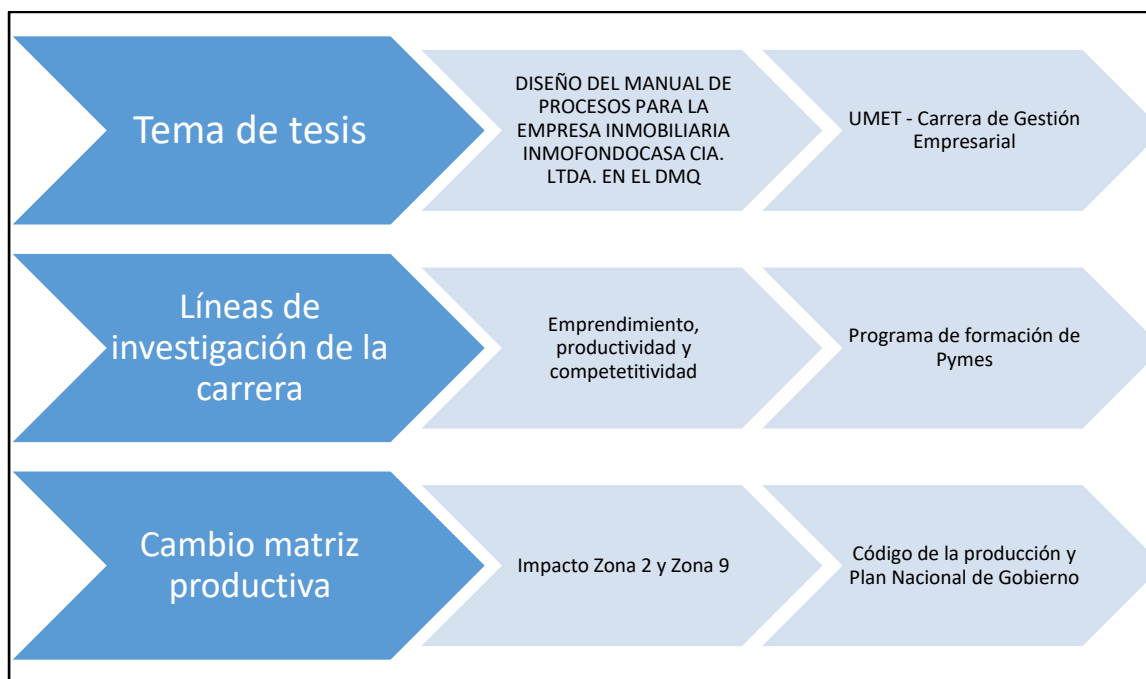 Tema de tesis
DISEÑO DEL MANUAL DE
PROCESOS PARA LA
EMPRESA INMOBILIARIA
INMOFONDOCASA CIA.
LTDA. EN EL DMQ
UMET - Carrera de Gestión
Empresarial
Líneas de
investigación de la
carrera
Emprendimiento,
productividad y
competetitividad
Programa de formación de
Pymes
Cambio matriz
productiva
Impacto Zona 2 y Zona 9
Código de la producción y
Plan Nacional de Gobierno